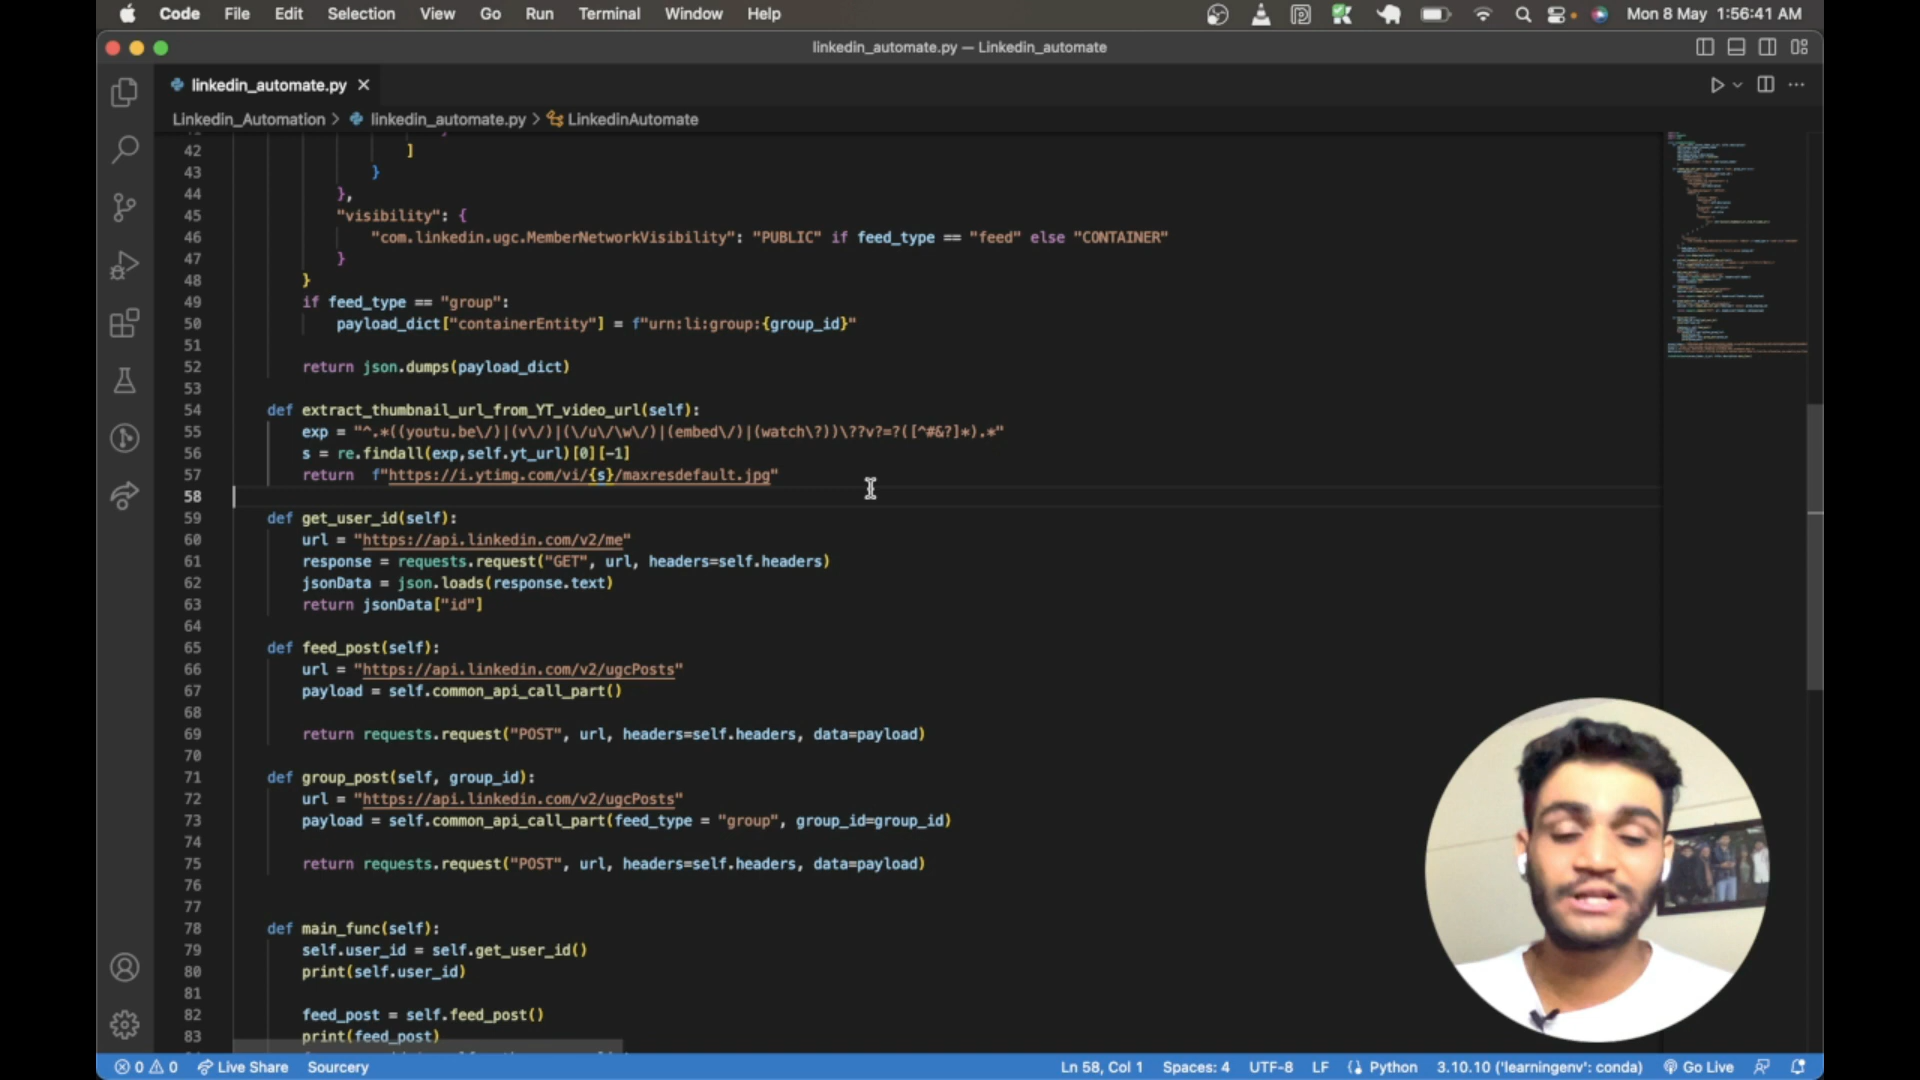 Code File Edit Selection View Go Run Terminal Window Help Mon 8 May 1:56:41 AM
linkedin_automate.py — Linkedin_automate
linkedin_automate.py
Linkedin_Automation > linkedin_automate.py > LinkedinAutomate
42 ]
43 }
44 },
45 "visibility": {
46 "com.linkedin.ugc.MemberNetworkVisibility": "PUBLIC" if feed_type == "feed" else "CONTAINER"
47 }
48 }
49 if feed_type == "group":
50 payload_dict["containerEntity"] = f"urn:li:group:{group_id}"
51
52 return json.dumps(payload_dict)
53
54 def extract_thumbnail_url_from_YT_video_url(self):
55 exp = "^.*((youtu.be\/)|(v\/)|(\/u\/\w\/)|(embed\/)|(watch\?))\??v?=?([^#&?]*).*"
56 s = re.findall(exp,self.yt_url)[0][-1]
57 return f"https://i.ytimg.com/vi/{s}/maxresdefault.jpg"
58
59 def get_user_id(self):
60 url = "https://api.linkedin.com/v2/me"
61 response = requests.request("GET", url, headers=self.headers)
62 jsonData = json.loads(response.text)
63 return jsonData["id"]
64
65 def feed_post(self):
66 url = "https://api.linkedin.com/v2/ugcPosts"
67 payload = self.common_api_call_part()
68
69 return requests.request("POST", url, headers=self.headers, data=payload)
70
71 def group_post(self, group_id):
72 url = "https://api.linkedin.com/v2/ugcPosts"
73 payload = self.common_api_call_part(feed_type = "group", group_id=group_id)
74
75 return requests.request("POST", url, headers=self.headers, data=payload)
76
77
78 def main_func(self):
79 self.user_id = self.get_user_id()
80 print(self.user_id)
81
82 feed_post = self.feed_post()
83 print(feed_post)
0 0 Live Share Sourcery Ln 58, Col 1 Spaces: 4 UTF-8 LF Python 3.10.10 ('learningenv': conda) Go Live